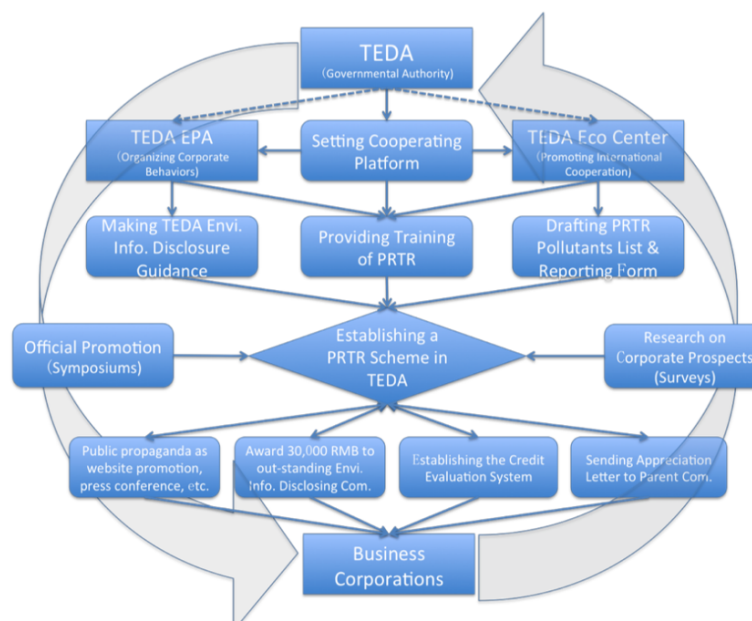 TEDA
(Governmental Authority)
TEDA EPA
(Organizing Corporate
Behaviors)
Setting Cooperating
Platform
TEDA Eco Center
(Promoting International
Cooperation)
Making TEDA Envi.
Info. Disclosure
Guidance
Providing Training
of PRTR
Drafting PRTR
Pollutants List &
Reporting Form
Official Promotion
(Symposiums)
Establishing a
PRTR Scheme in
TEDA
Research on
Corporate Prospects
(Surveys)
Public propaganda as
website promotion,
press conference, etc.
Award 30,000 RMB to
out-standing Envi.
Info. Disclosing Com.
Establishing the Credit
Evaluation System
Sending Appreciation
Letter to Parent Com.
Business
Corporations